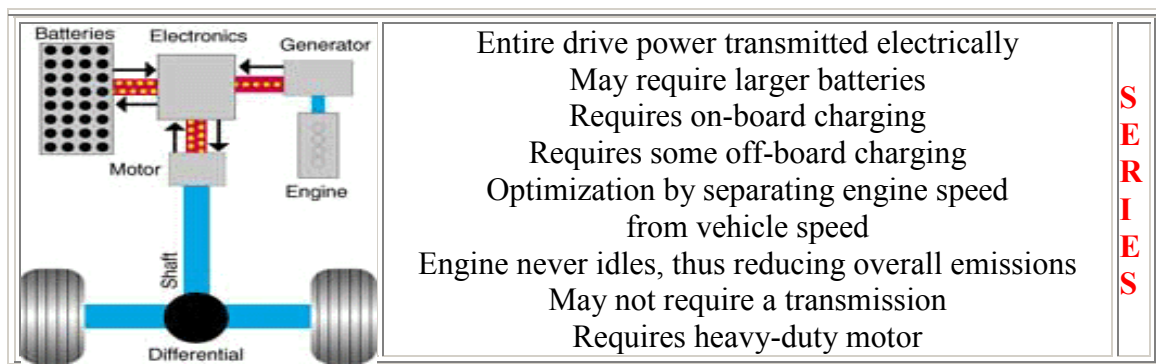 Batteries
Electronics
Generator
Motor
Engine
Shaft
Differential
Entire drive power transmitted electrically
May require larger batteries
Requires on-board charging
Requires some off-board charging
Optimization by separating engine speed
from vehicle speed
Engine never idles, thus reducing overall emissions
May not require a transmission
Requires heavy-duty motor
S
E
R
I
E
S